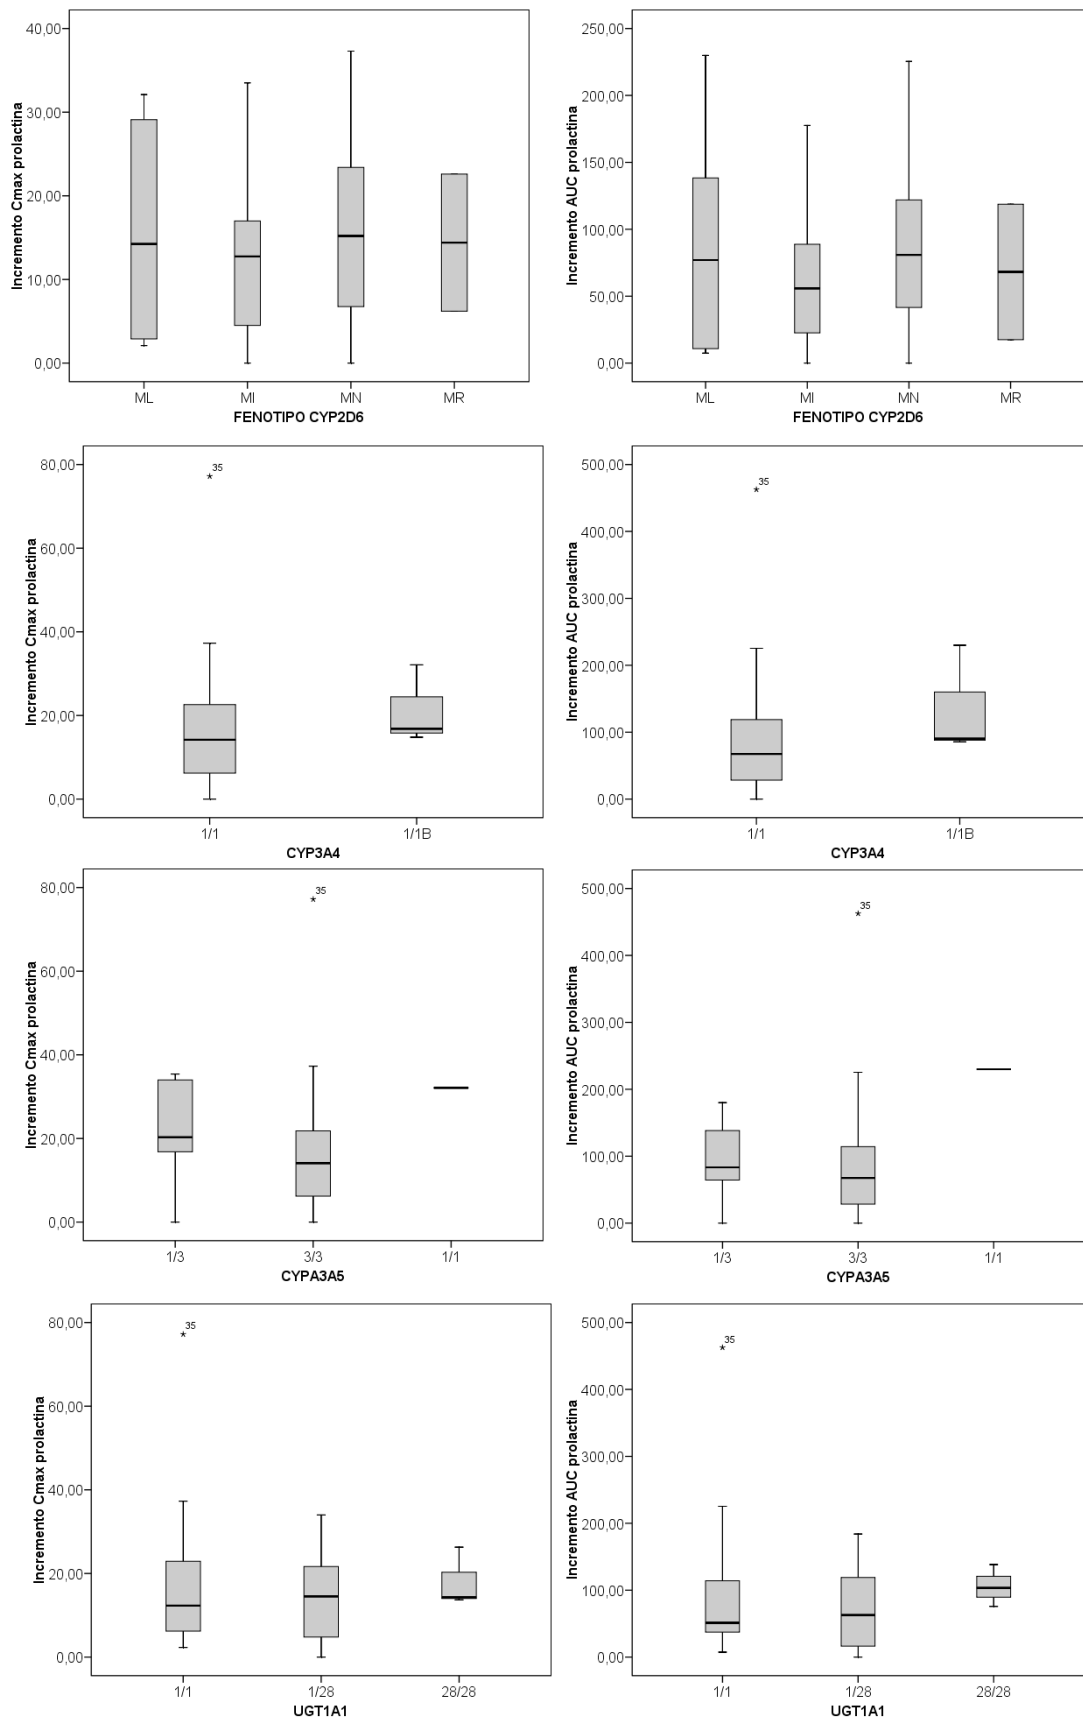 Incremento Cmax prolactina
40,00
30,00
20,00
10,00
0,00
ML MI MN MR
FENOTIPO CYP2D6
Incremento AUC prolactina
250,00
200,00
150,00
100,00
50,00
0,00
ML MI MN MR
FENOTIPO CYP2D6
Incremento Cmax prolactina
80,00
60,00
40,00
20,00
0,00
*35
1/1 1/1B
CYP3A4
Incremento AUC prolactina
500,00
400,00
300,00
200,00
100,00
0,00
*35
1/1 1/1B
CYP3A4
Incremento Cmax prolactina
80,00
60,00
40,00
20,00
0,00
*35
1/3 3/3 1/1
CYPA3A5
Incremento AUC prolactina
500,00
400,00
300,00
200,00
100,00
0,00
*35
1/3 3/3 1/1
CYPA3A5
Incremento Cmax prolactina
80,00
60,00
40,00
20,00
0,00
*35
1/1 1/28 28/28
UGT1A1
Incremento AUC prolactina
500,00
400,00
300,00
200,00
100,00
0,00
*35
1/1 1/28 28/28
UGT1A1